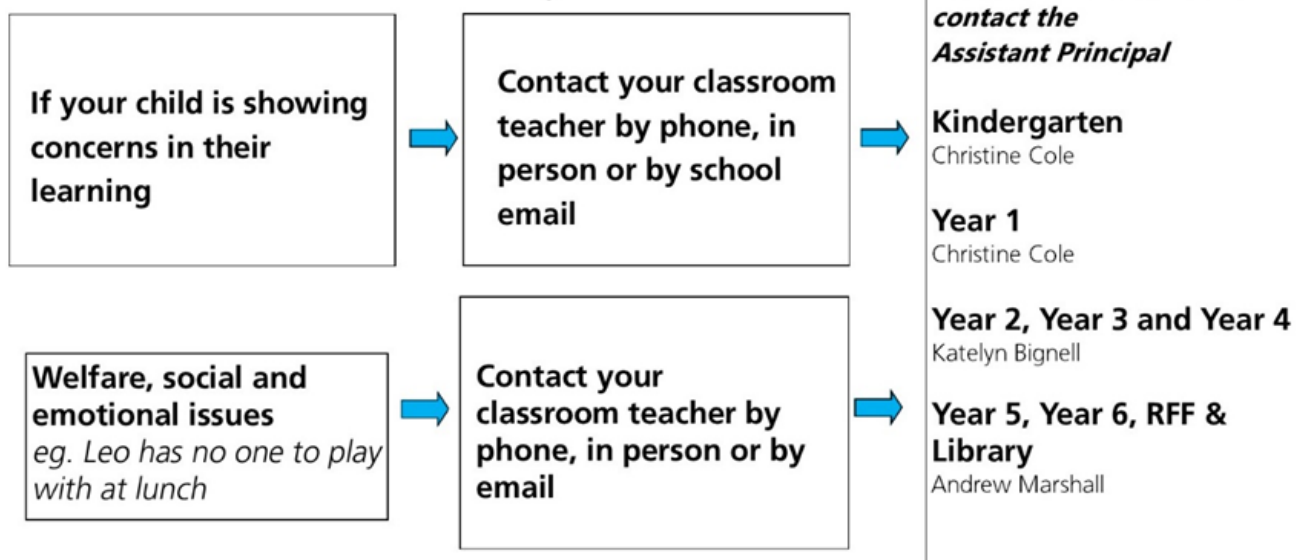 If your child is showing
concerns in their
learning
Contact your classroom
teacher by phone, in
person or by school
email
Welfare, social and
emotional issues
eg. Leo has no one to play
with at lunch
Contact your
classroom teacher by
phone, in person or by
email
contact the
Assistant Principal
Kindergarten
Christine Cole
Year 1
Christine Cole
Year 2, Year 3 and Year 4
Katelyn Bignell
Year 5, Year 6, RFF &
Library
Andrew Marshall